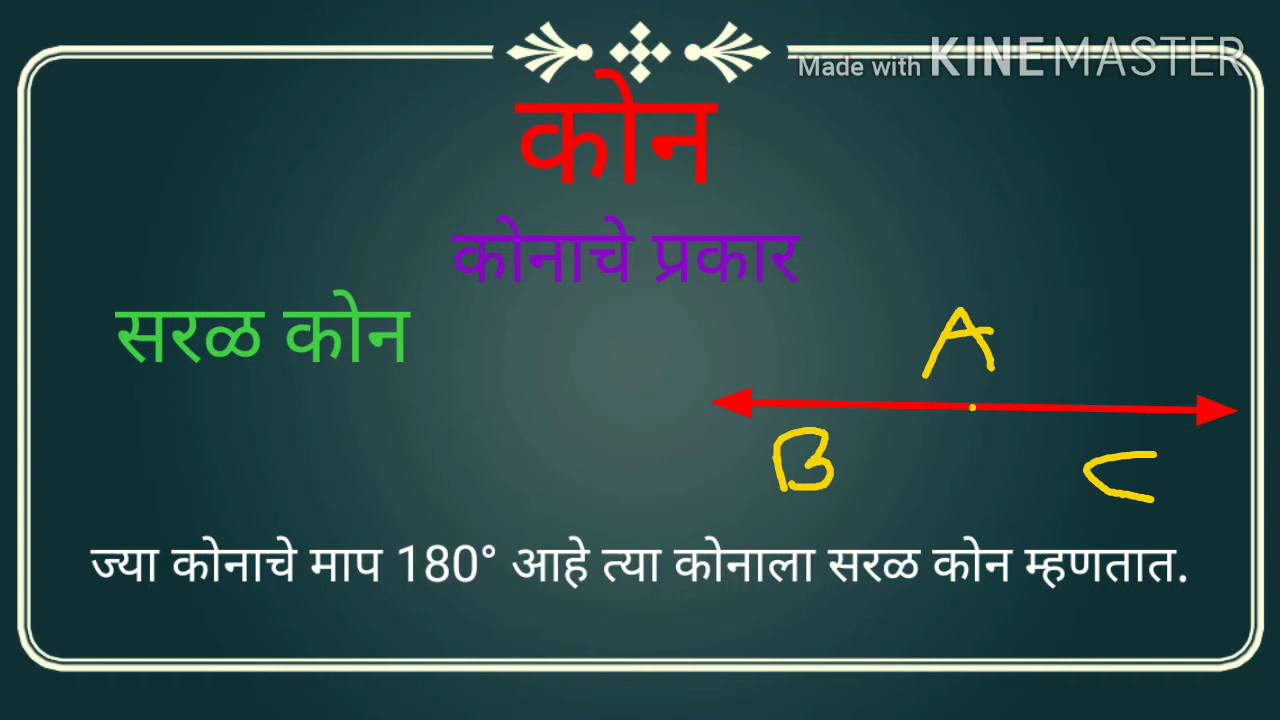 Made with KINEMASTER
कोन
कोनाचे प्रकार
सरळ कोन
A
B
C
ज्या कोनाचे माप 180° आहे त्या कोनाला सरळ कोन म्हणतात.